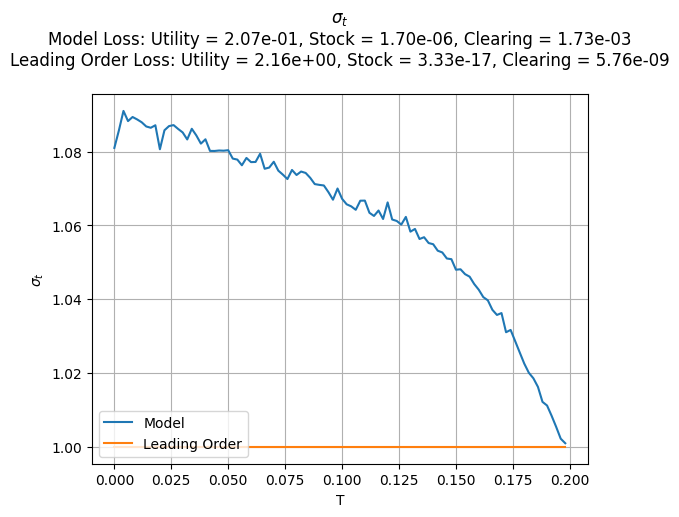 σt
Model Loss: Utility = 2.07e-01, Stock = 1.70e-06, Clearing = 1.73e-03
Leading Order Loss: Utility = 2.16e+00, Stock = 3.33e-17, Clearing = 5.76e-09
1.08
1.06
σt
1.04
1.02
1.00
Model
Leading Order
0.000 0.025 0.050 0.075 0.100 0.125 0.150 0.175 0.200
T